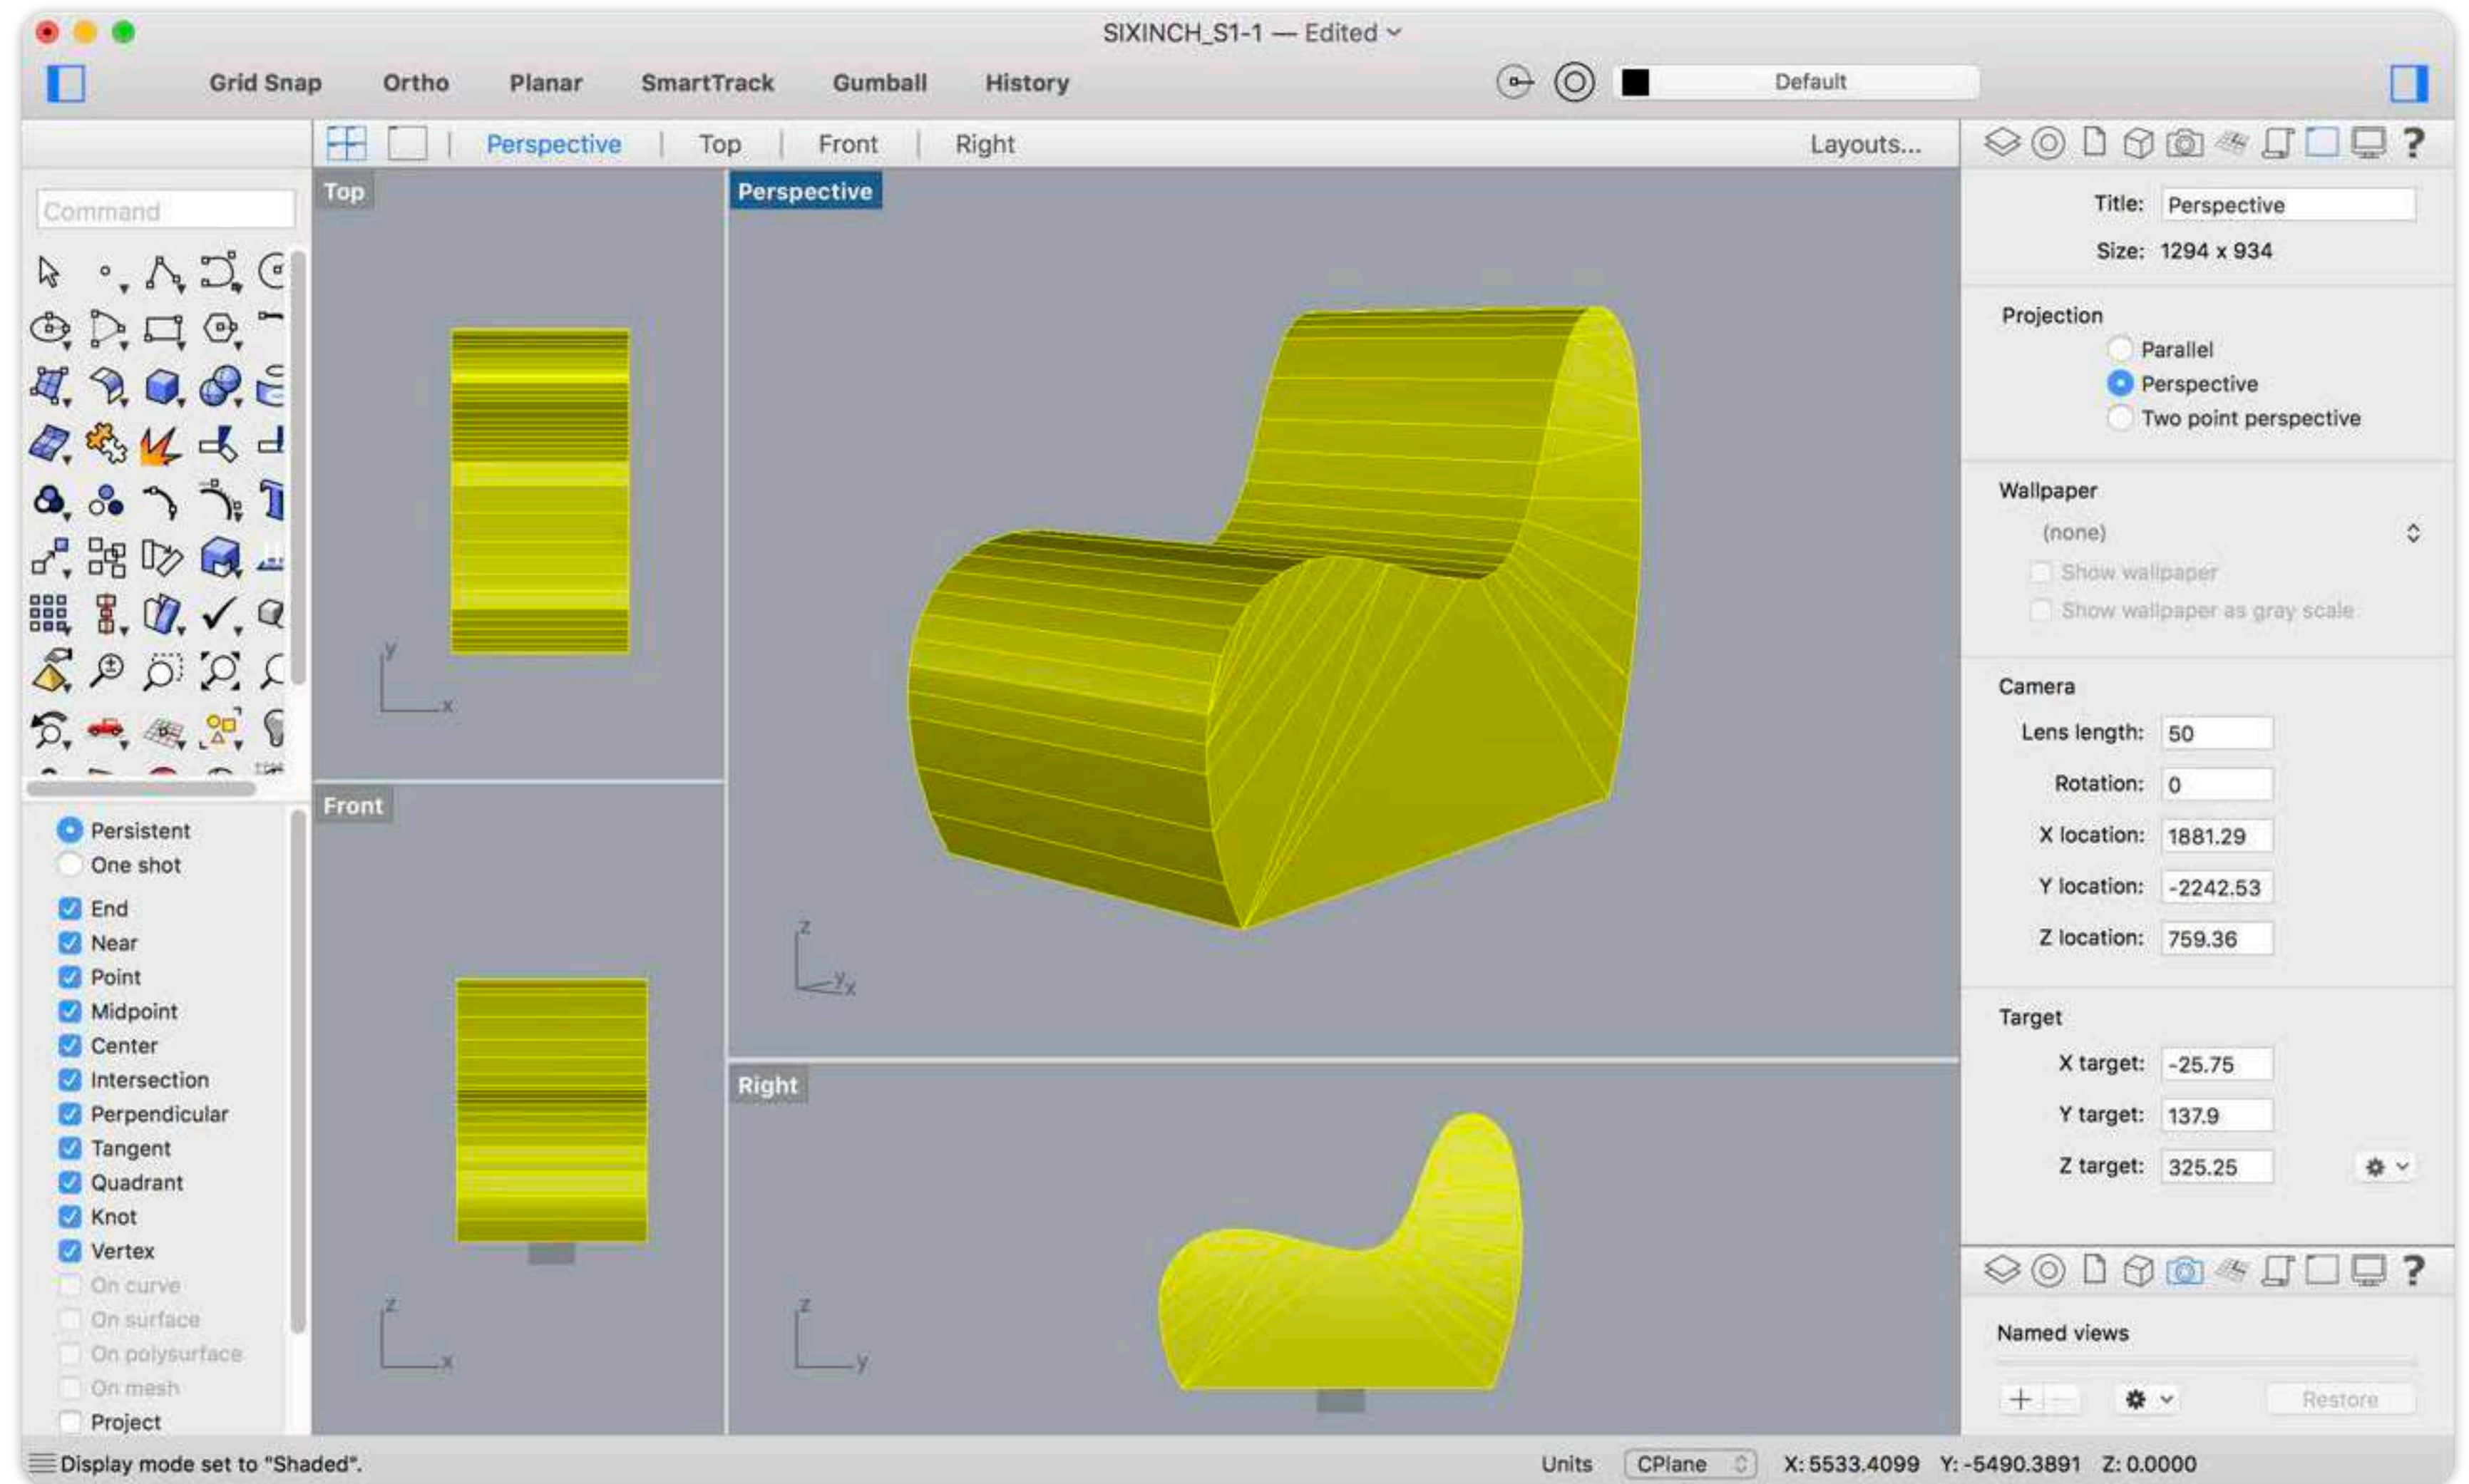 SIXINCH_S1-1 — Edited
Grid Snap Ortho Planar SmartTrack Gumball History Default
Perspective | Top | Front | Right Layouts...
Command
Top
y
x
Perspective
z
y
x
Front
z
x
Right
z
y
Persistent
One shot
End
Near
Point
Midpoint
Center
Intersection
Perpendicular
Tangent
Quadrant
Knot
Vertex
On curve
On surface
On polysurface
On mesh
Project
?
Title: Perspective
Size: 1294 x 934
Projection
Parallel
Perspective
Two point perspective
Wallpaper
(none)
Show wallpaper
Show wallpaper as gray scale
Camera
Lens length: 50
Rotation: 0
X location: 1881.29
Y location: -2242.53
Z location: 759.36
Target
X target: -25.75
Y target: 137.9
Z target: 325.25
?
Named views
Restore
Display mode set to "Shaded". Units CPlane X: 5533.4099 Y: -5490.3891 Z: 0.0000